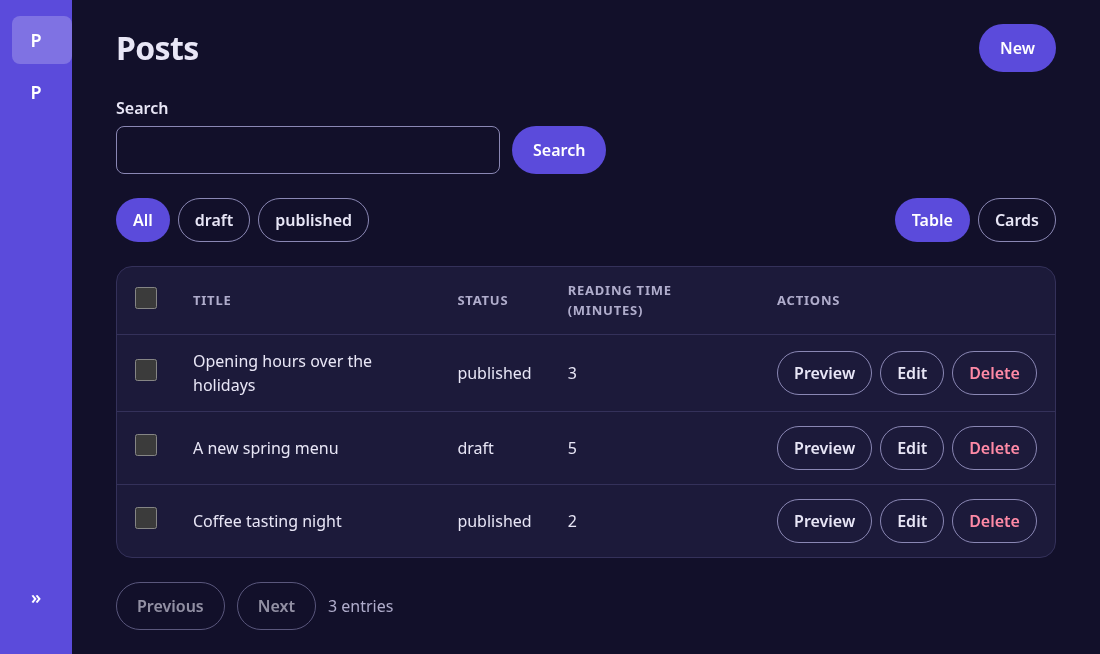 P
P
»
Posts
New
Search
Search
All
draft
published
Table
Cards
TITLE
STATUS
READING TIME
(MINUTES)
ACTIONS
Opening hours over the
holidays
published
3
Preview
Edit
Delete
A new spring menu
draft
5
Preview
Edit
Delete
Coffee tasting night
published
2
Preview
Edit
Delete
Previous
Next
3 entries